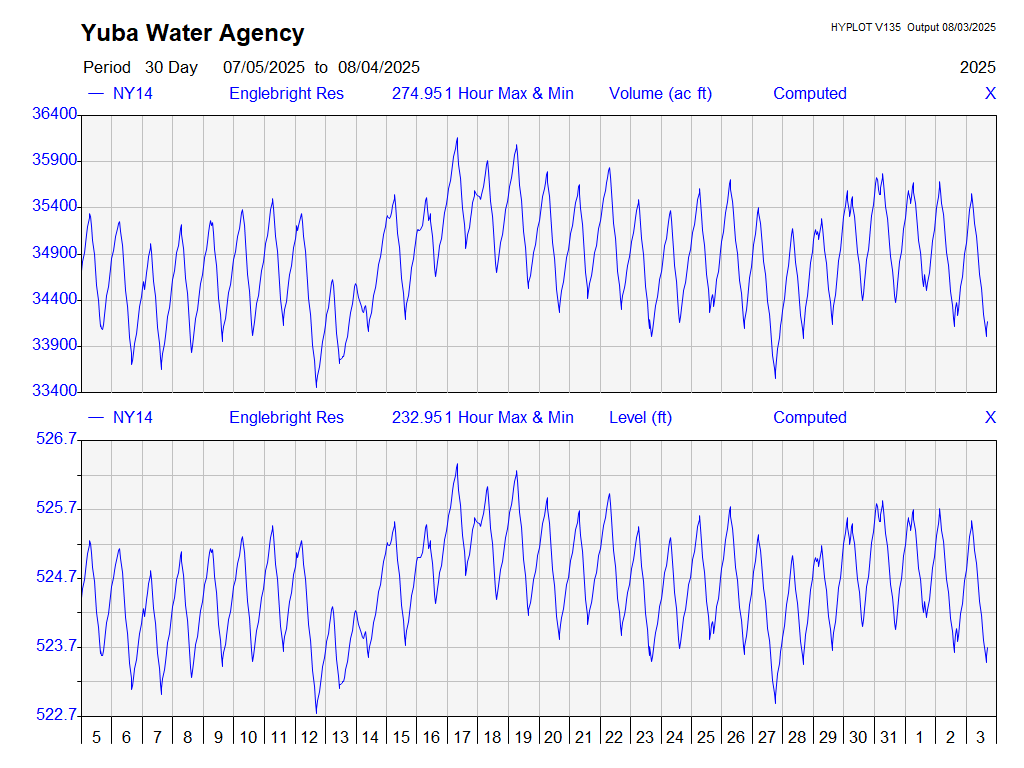 Yuba Water Agency
HYPLOT V135 Output 08/03/2025
Period 30 Day 07/05/2025 to 08/04/2025 2025
— NY14 Englebright Res 274.951 Hour Max & Min Volume (ac ft) Computed X
36400
35900
35400
34900
34400
33900
33400
— NY14 Englebright Res 232.951 Hour Max & Min Level (ft) Computed X
526.7
525.7
524.7
523.7
522.7
5 6 7 8 9 10 11 12 13 14 15 16 17 18 19 20 21 22 23 24 25 26 27 28 29 30 31 1 2 3